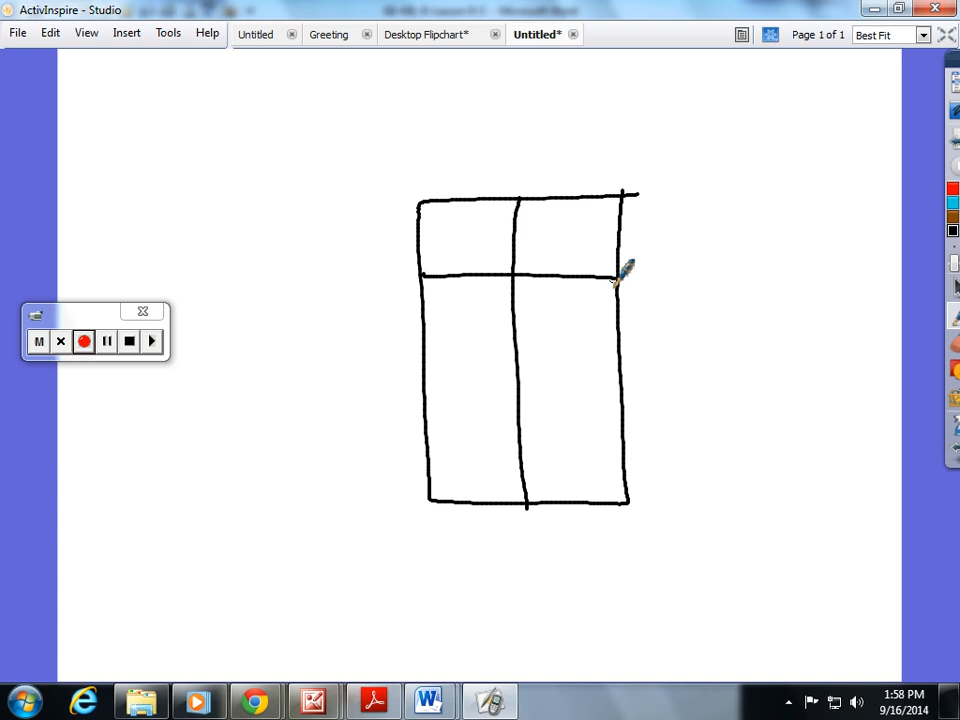 ActivInspire - Studio
File Edit View Insert Tools Help Untitled Greeting Desktop Flipchart* Untitled* Page 1 of 1 Best Fit
M
1:58 PM
9/16/2014